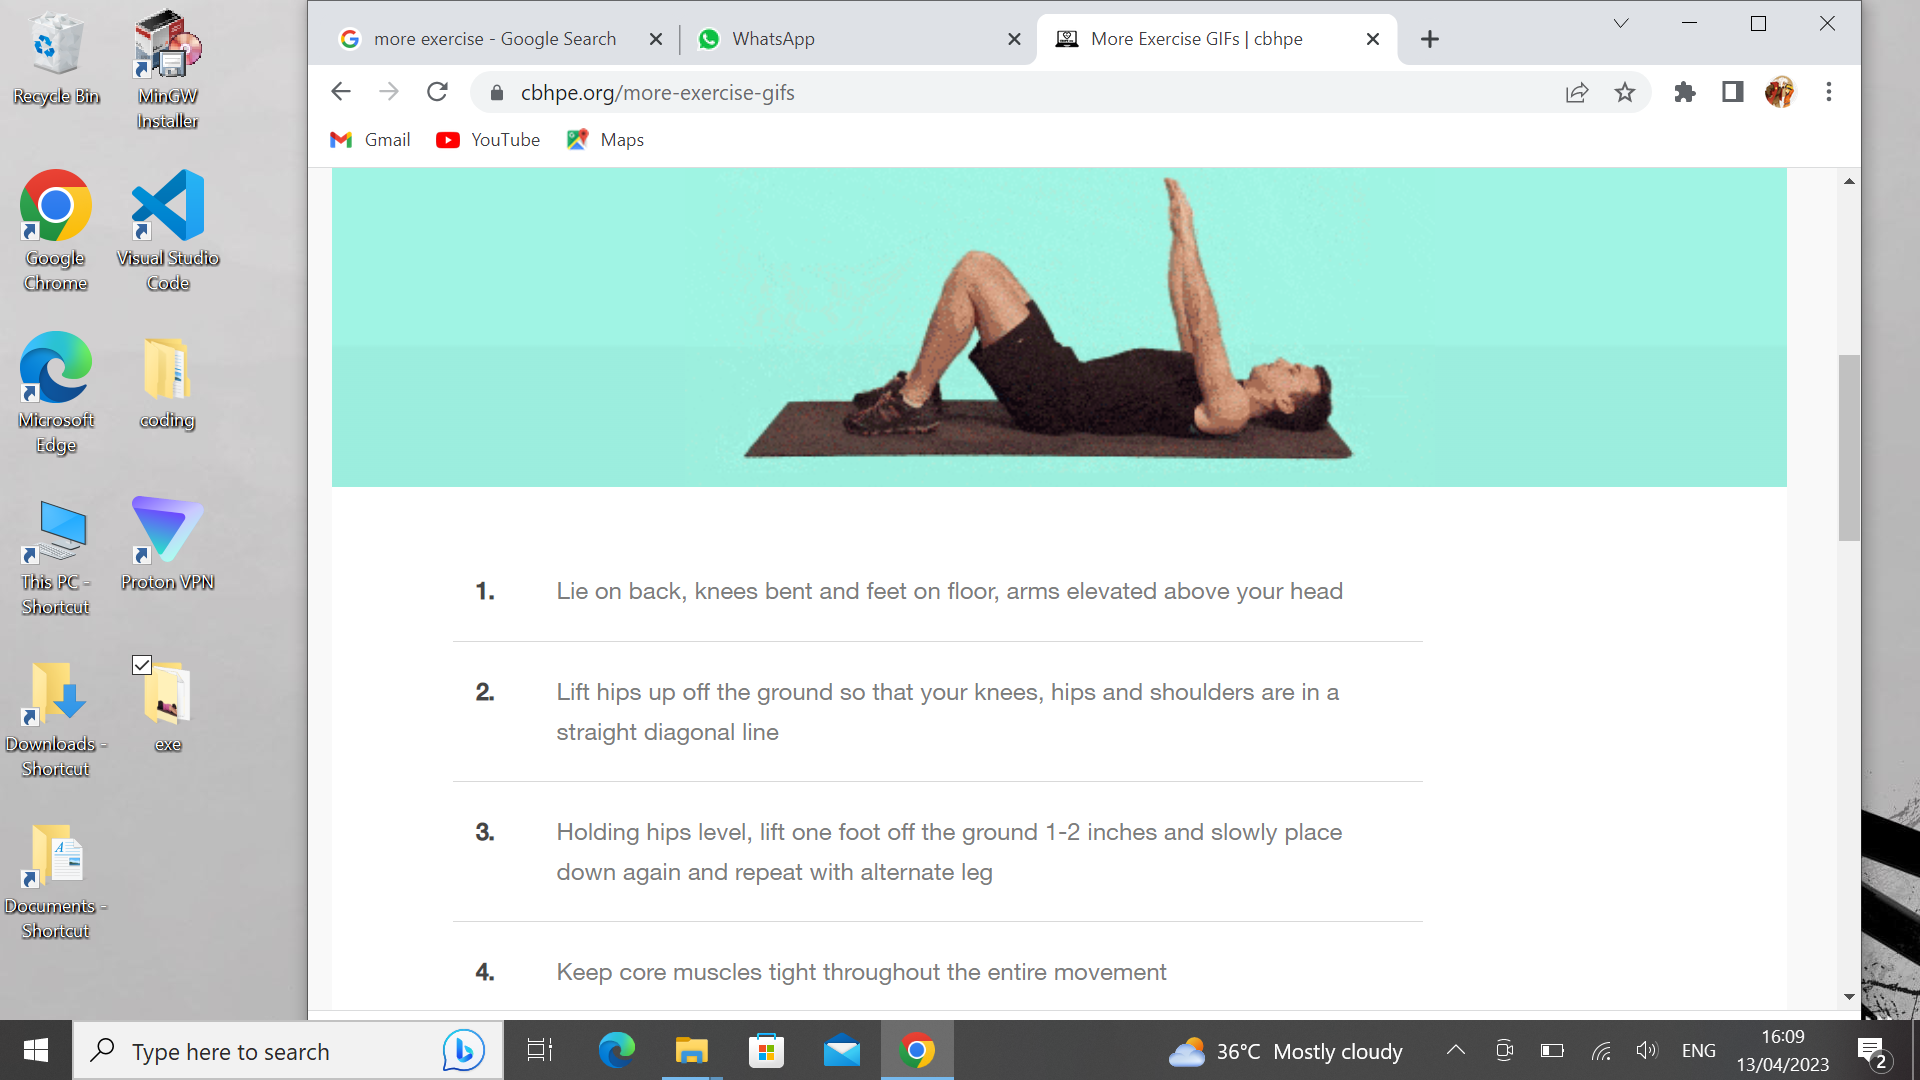 Recycle Bin
MinGW
Installer
Google
Chrome
Visual Studio
Code
Microsoft
Edge
coding
This PC -
Shortcut
Proton VPN
Downloads -
Shortcut
exe
Documents -
Shortcut
more exercise - Google Search
WhatsApp
More Exercise GIFs | cbhpe
cbhpe.org/more-exercise-gifs
Gmail
YouTube
Maps
1. Lie on back, knees bent and feet on floor, arms elevated above your head
2. Lift hips up off the ground so that your knees, hips and shoulders are in a
straight diagonal line
3. Holding hips level, lift one foot off the ground 1-2 inches and slowly place
down again and repeat with alternate leg
4. Keep core muscles tight throughout the entire movement
Type here to search
36°C Mostly cloudy
ENG
16:09
13/04/2023
2